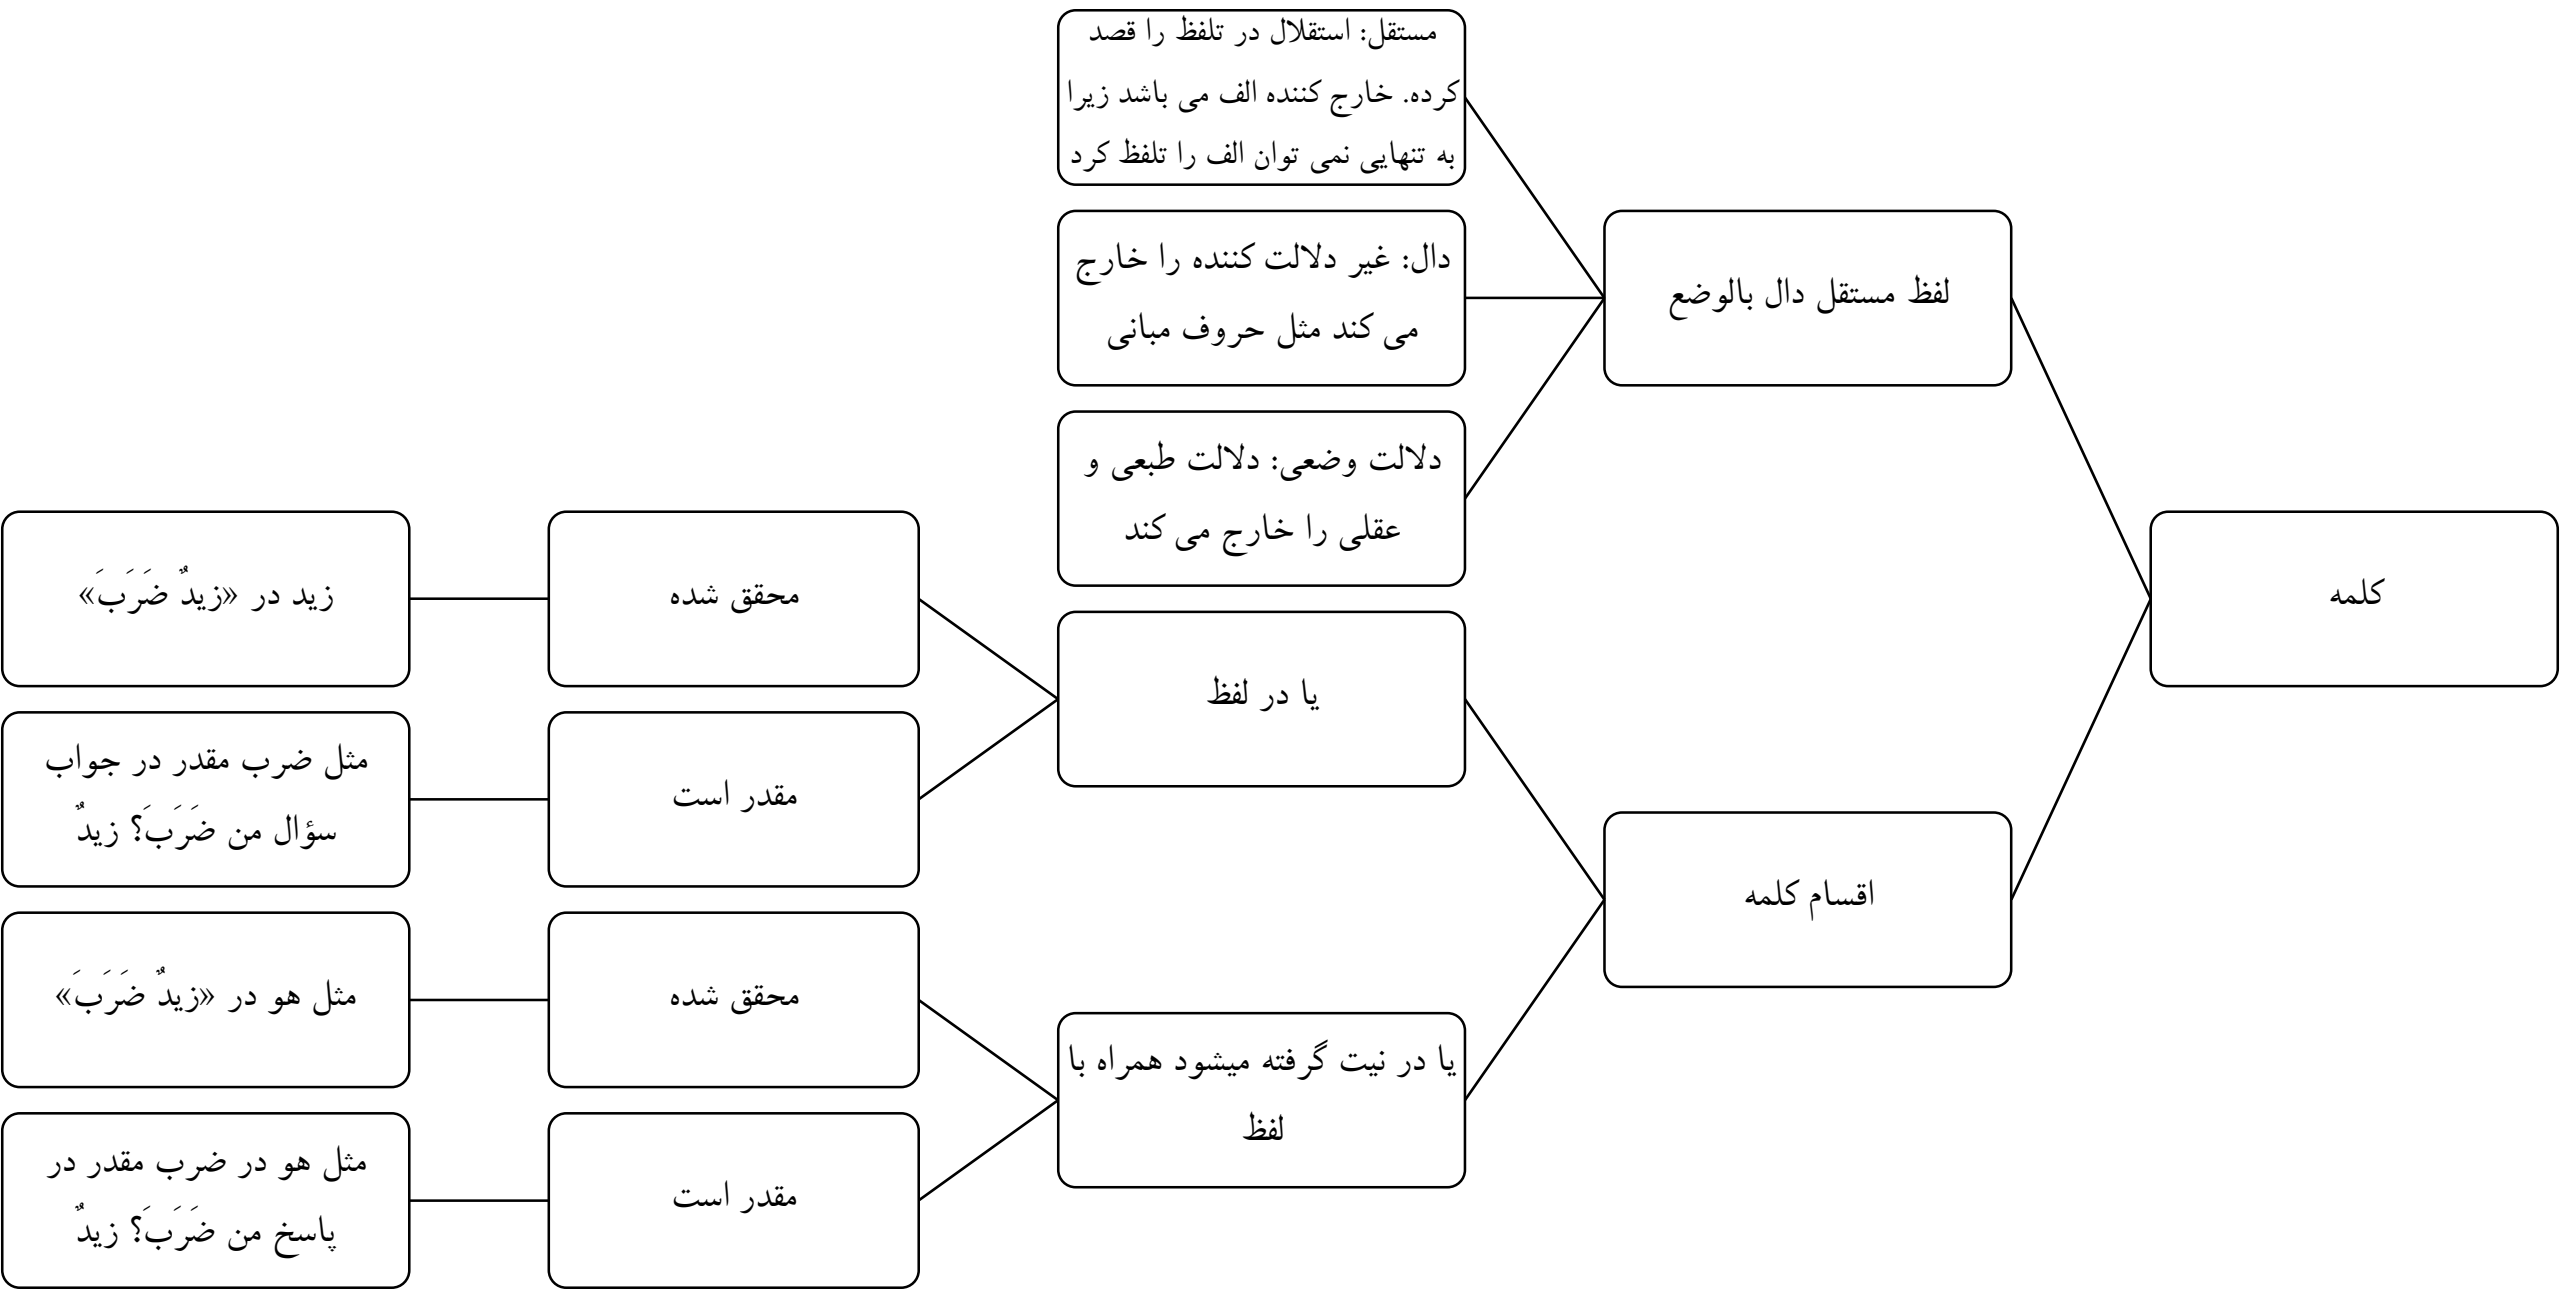 کلمه
لفظ مستقل دال بالوضع
مستقل: استقلال در تلفظ را قصد
کرده. خارج کننده الف می باشد زیرا
به تنهایی نمی توان الف را تلفظ کرد
دال: غیر دلالت کننده را خارج
می کند مثل حروف مبانی
دلالت وضعی: دلالت طبعی و
عقلی را خارج می کند
اقسام کلمه
یا در لفظ
محقق شده
زید در «زیدٌ ضَرَبَ»
مقدر است
مثل ضرب مقدر در جواب
سؤال من ضَرَبَ؟ زیدٌ
یا در نیت گرفته میشود همراه با
لفظ
محقق شده
مثل هو در «زیدٌ ضَرَبَ»
مقدر است
مثل هو در ضرب مقدر در
پاسخ من ضَرَبَ؟ زیدٌ